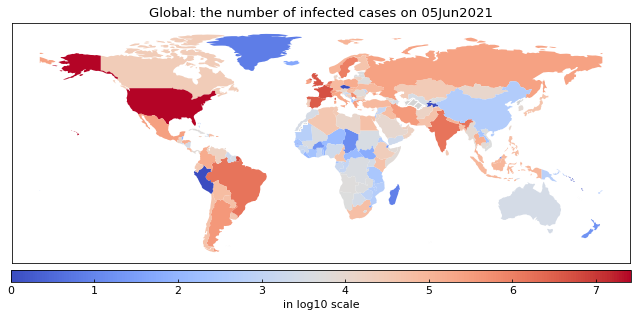 Global: the number of infected cases on 05Jun2021
0 1 2 3 4 5 6 7
in log10 scale